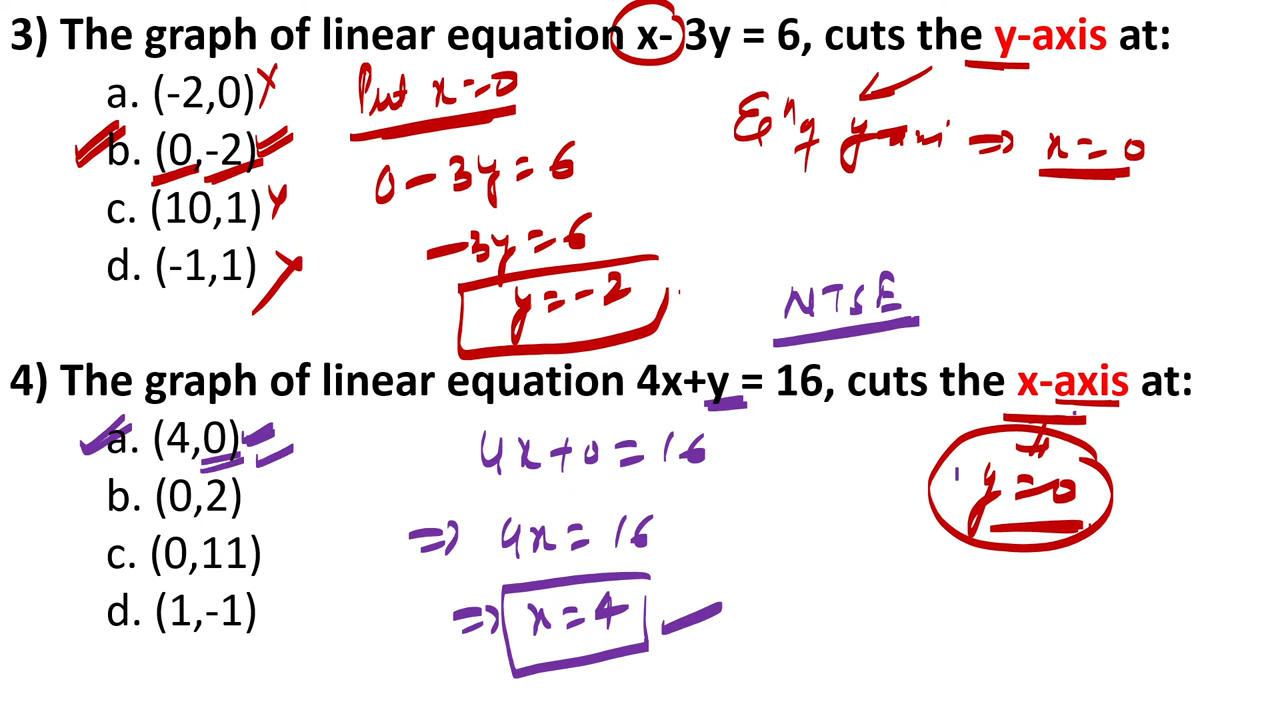 3) The graph of linear equation x- 3y = 6, cuts the y-axis at:
a. (-2,0)
b. (0,-2)
c. (10,1)
d. (-1,1)
Put x=0
0-3y=6
-3y=6
y=-2
Eqⁿ of y-axis ⇒ x=0
NTSE
4) The graph of linear equation 4x+y = 16, cuts the x-axis at:
a. (4,0)
b. (0,2)
c. (0,11)
d. (1,-1)
4x+0=16
⇒ 4x=16
⇒ x=4
y=0